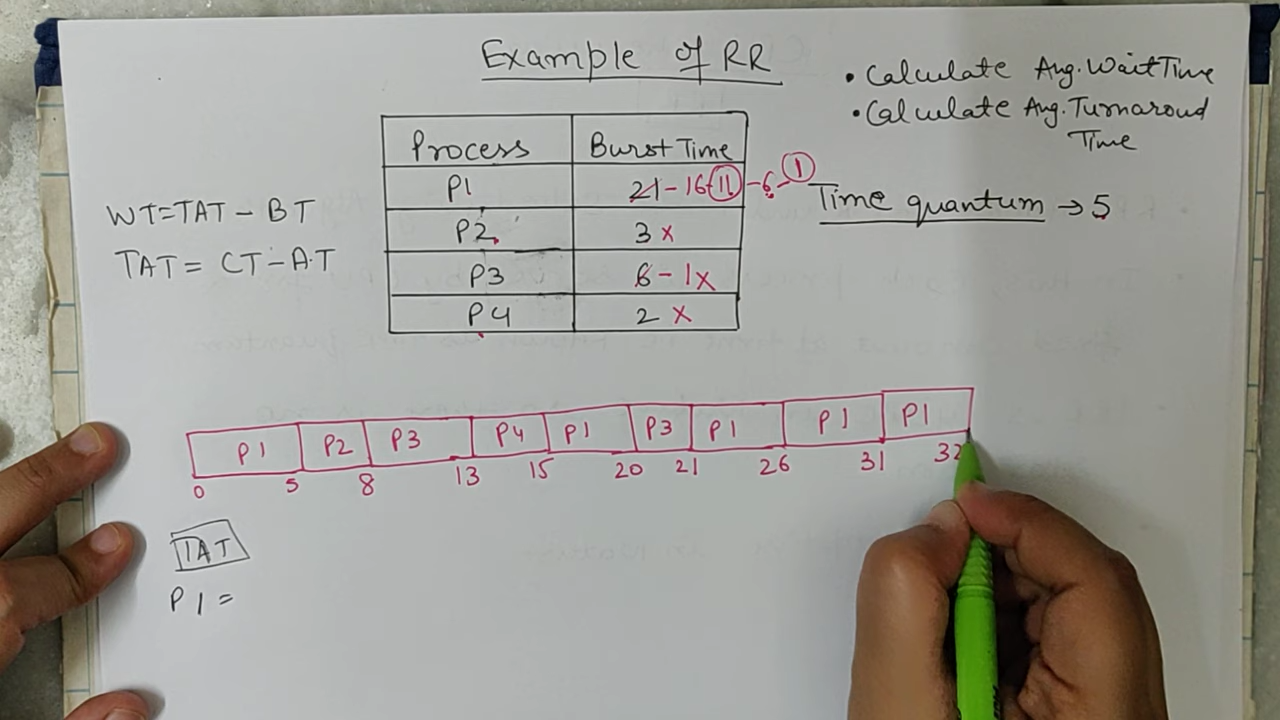 Example of RR
• Calculate Avg. Wait Time
• Calculate Avg. Turnaroud Time
Process Burst Time
P1 21-16-11-6-1
P2 3 x
P3 6-1x
P4 2 x
Time quantum → 5
WT=TAT-BT
TAT= CT-A.T
P1 P2 P3 P4 P1 P3 P1 P1 P1
0 5 8 13 15 20 21 26 31 32
TAT
P1 =